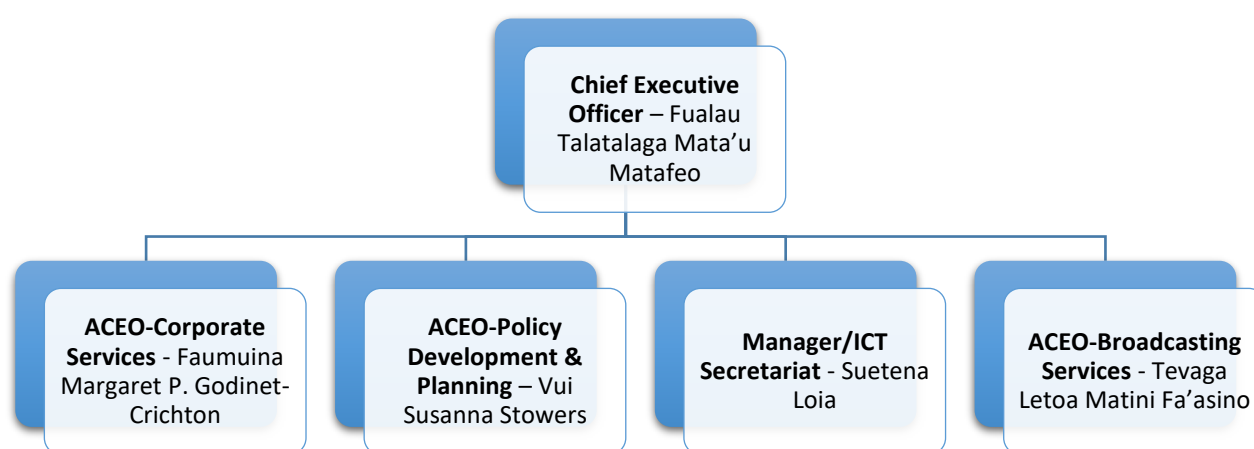 Chief Executive
Officer – Fualau
Talatalaga Mata’u
Matafeo
ACEO-Corporate
Services - Faumuina
Margaret P. Godinet-
Crichton
ACEO-Policy
Development &
Planning – Vui
Susanna Stowers
Manager/ICT
Secretariat - Suetena
Loia
ACEO-Broadcasting
Services - Tevaga
Letoa Matini Fa’asino